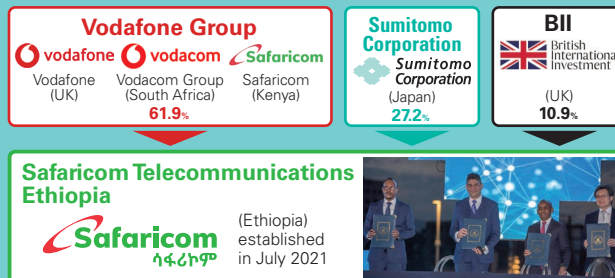 Vodafone Group
vodafone
vodacom
Safaricom
Vodafone
(UK)
Vodacom Group
(South Africa)
Safaricom
(Kenya)
61.9%
Sumitomo
Corporation
Sumitomo
Corporation
(Japan)
27.2%
BII
British
International
Investment
(UK)
10.9%
Safaricom Telecommunications
Ethiopia
Safaricom
ሳፋሪኮም
(Ethiopia)
established
in July 2021